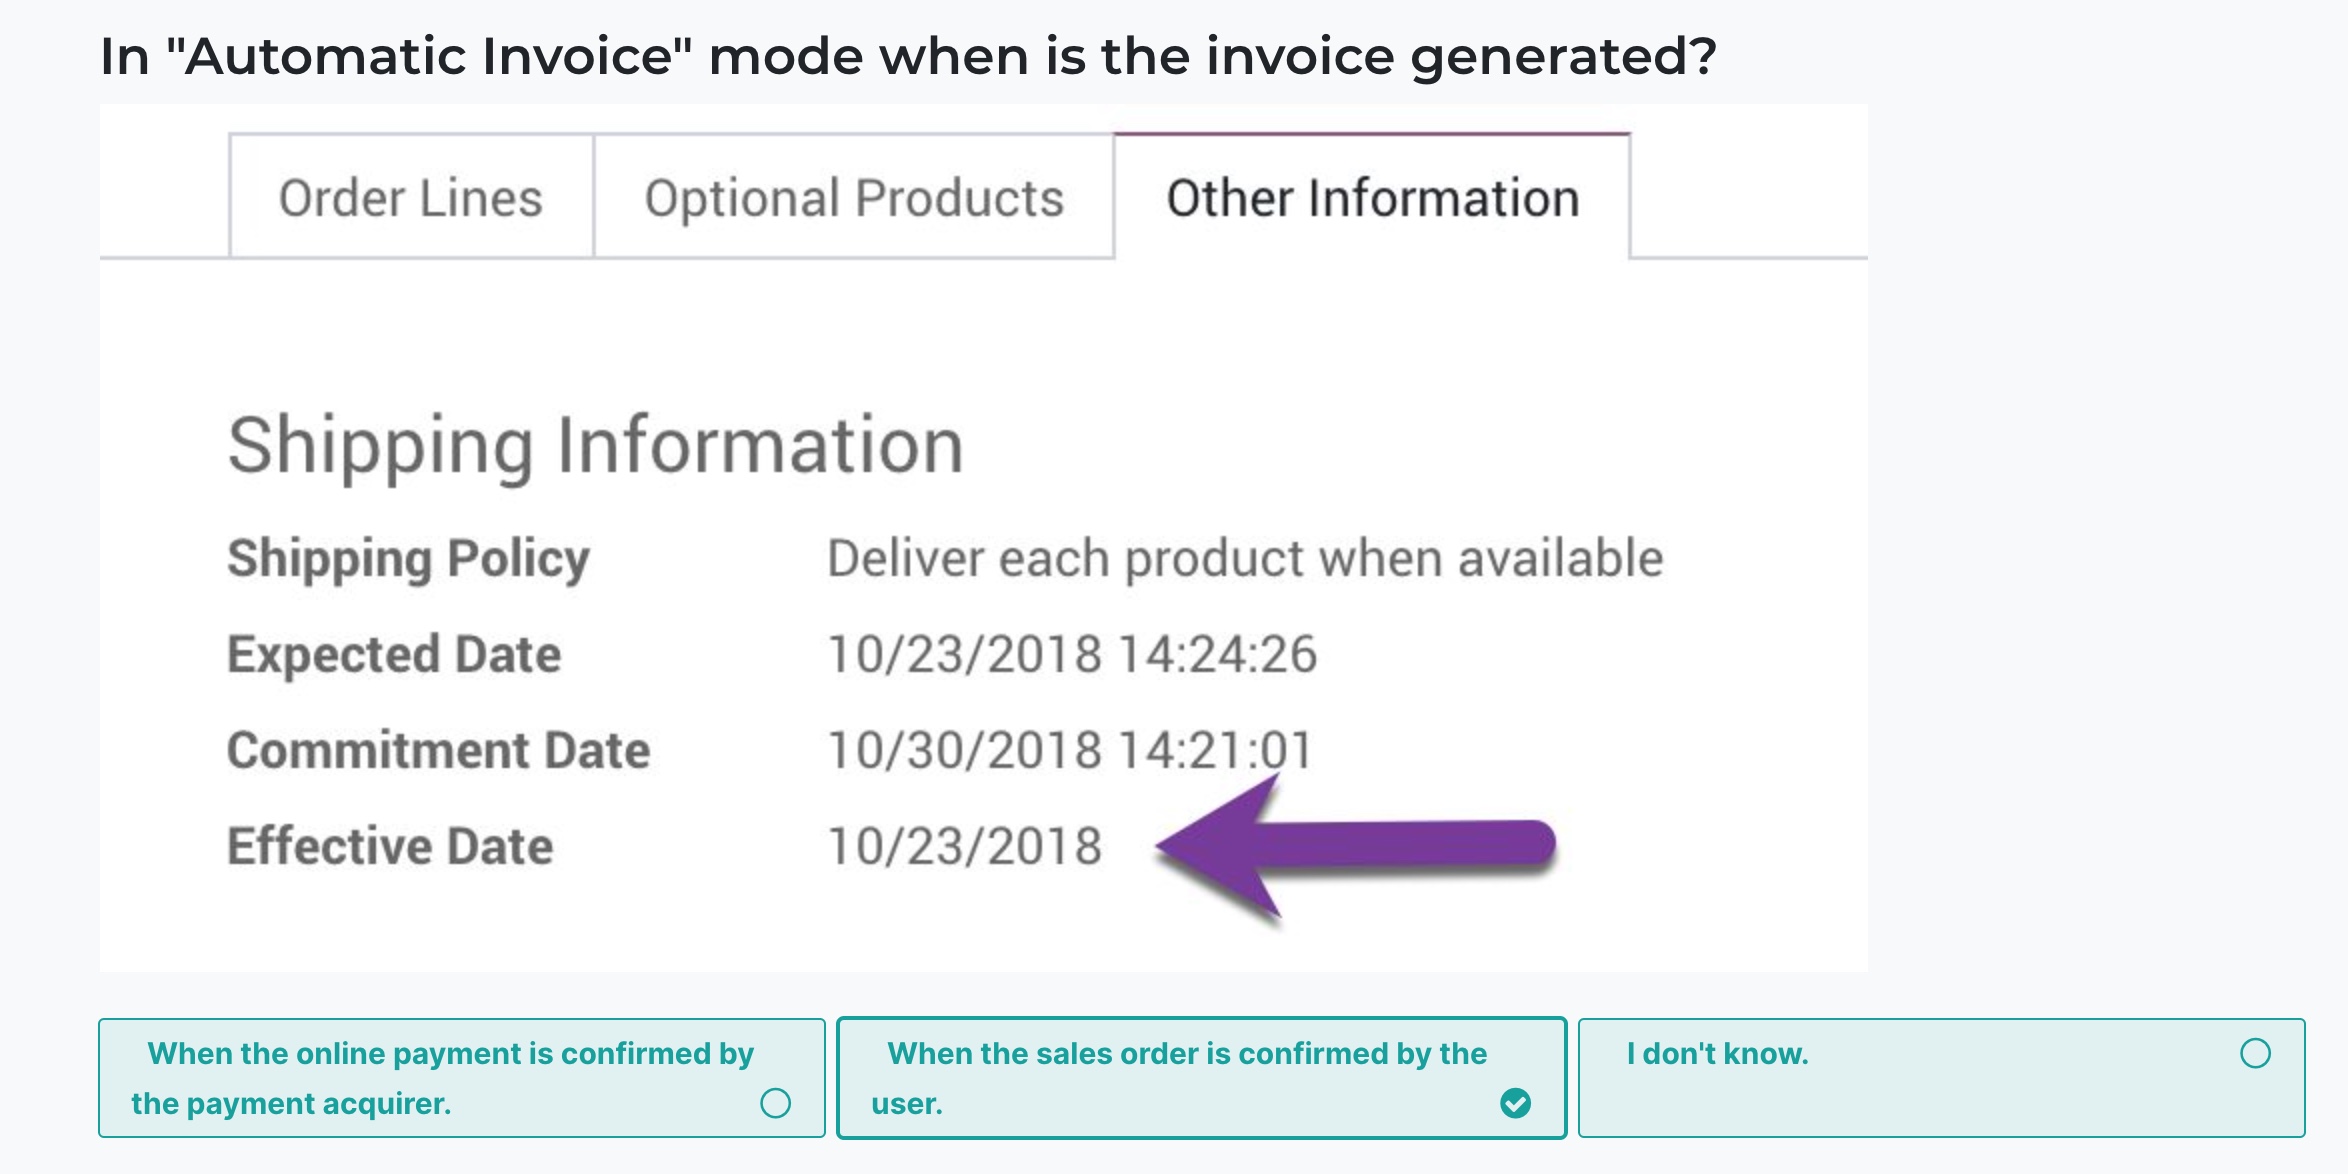 In "Automatic Invoice" mode when is the invoice generated?
Order Lines Optional Products Other Information
Shipping Information
Shipping Policy Deliver each product when available
Expected Date 10/23/2018 14:24:26
Commitment Date 10/30/2018 14:21:01
Effective Date 10/23/2018
When the online payment is confirmed by
the payment acquirer.
When the sales order is confirmed by the
user.
I don't know.